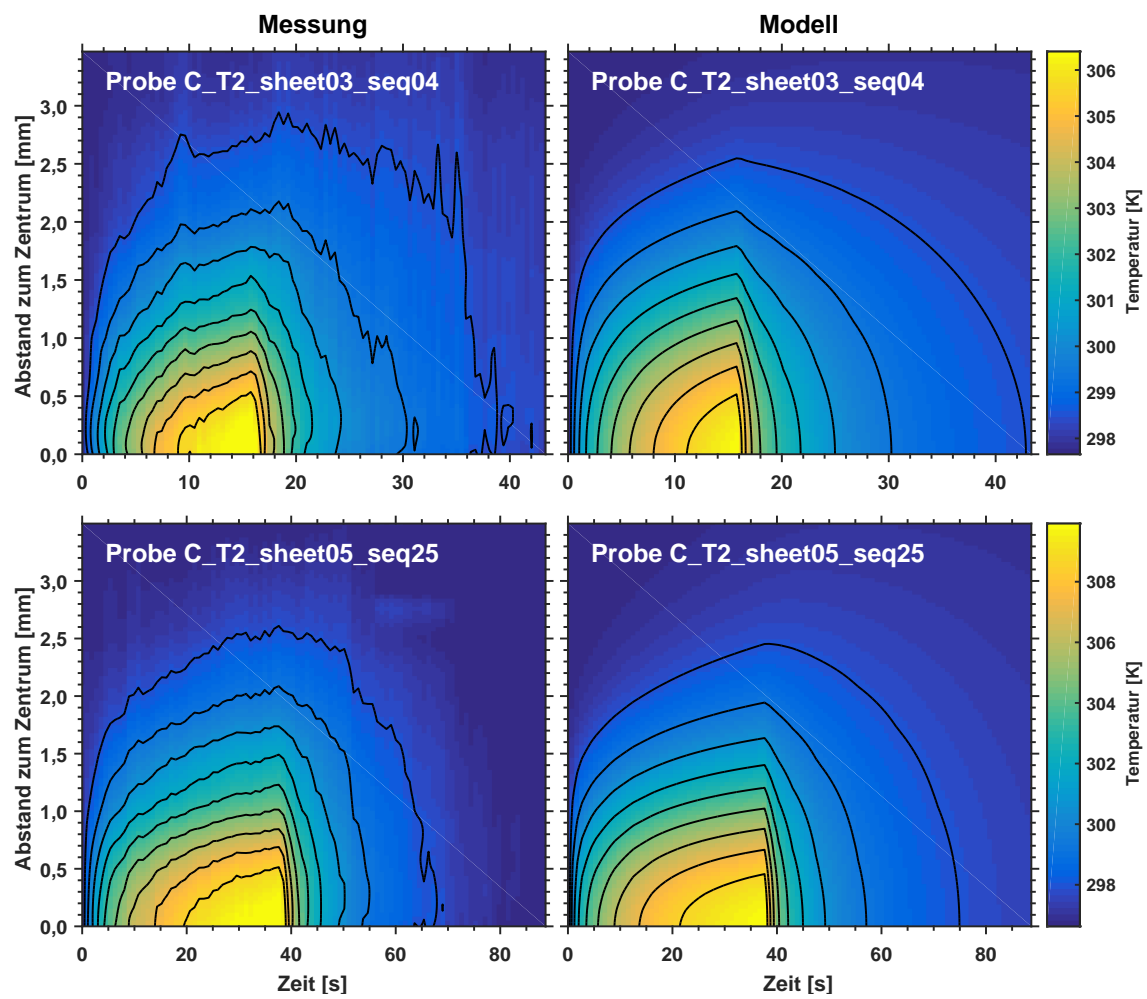 Messung
Modell
Probe C_T2_sheet03_seq04
Probe C_T2_sheet03_seq04
Abstand zum Zentrum [mm]
3,0
2,5
2,0
1,5
1,0
0,5
0,0
0 10 20 30 40
0 10 20 30 40
306
305
304
303
302
301
300
299
298
Temperatur [K]
Probe C_T2_sheet05_seq25
Probe C_T2_sheet05_seq25
Abstand zum Zentrum [mm]
3,0
2,5
2,0
1,5
1,0
0,5
0,0
0 20 40 60 80
0 20 40 60 80
Zeit [s]
Zeit [s]
308
306
304
302
300
298
Temperatur [K]